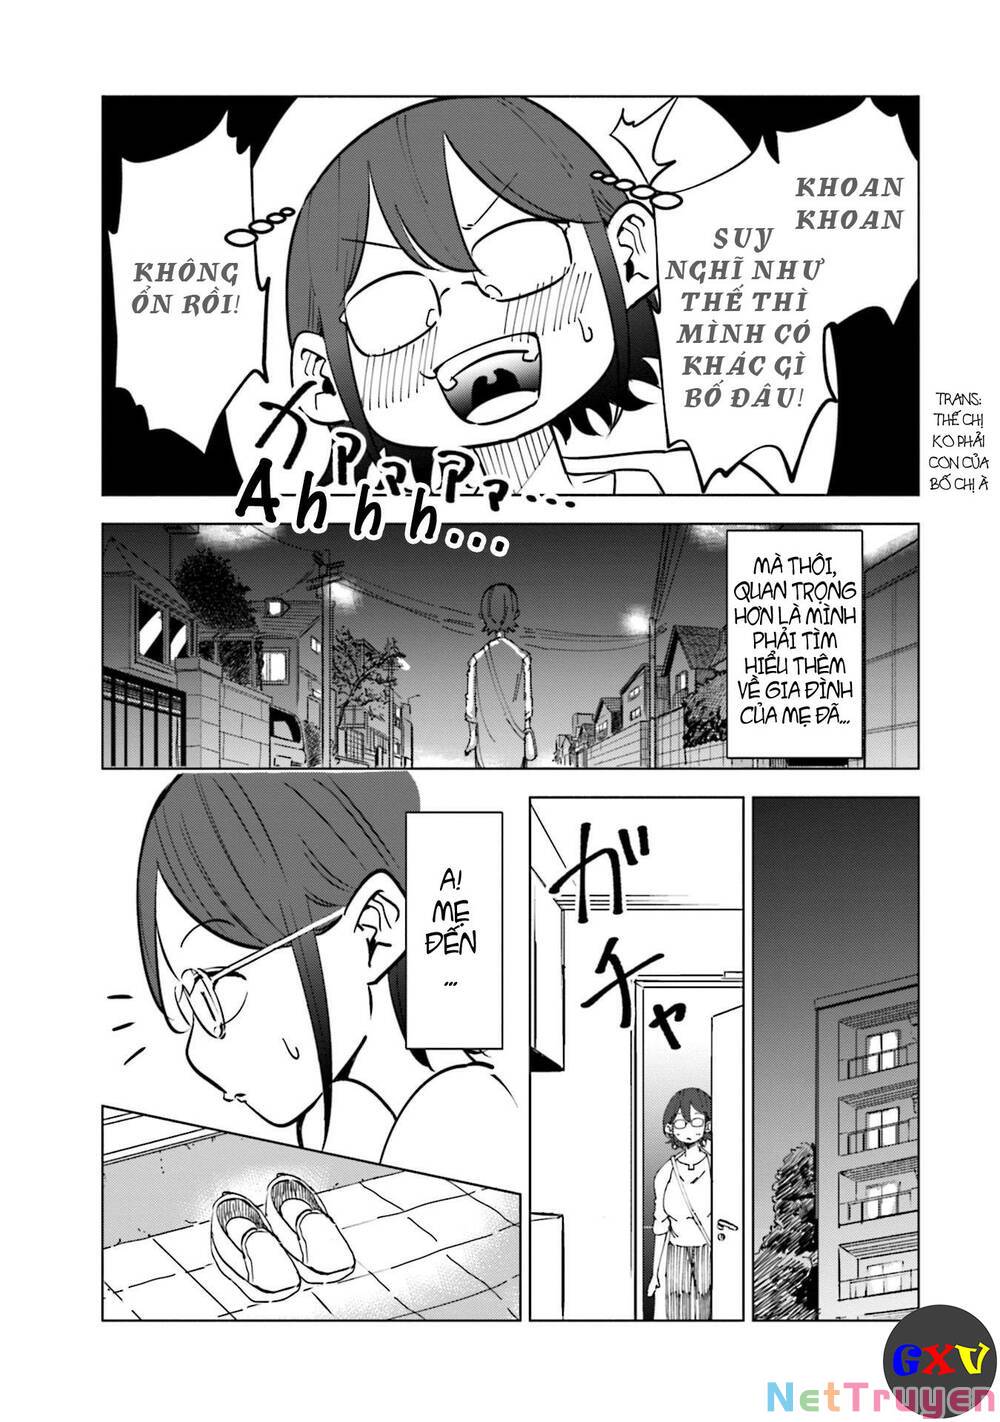 KHOAN
KHOAN
SUY
NGHĨ NHƯ
THẾ THÌ
MÌNH CÓ
KHÁC GÌ
BỐ ĐÂU!
KHÔNG
ỔN RỒI!
カァァァァァ…
Ahhh...
TRANS:
THẾ CHỊ
KO PHẢI
CON CỦA
BỐ CHỊ À
MÀ THÔI,
QUAN TRỌNG
HƠN LÀ MÌNH
PHẢI TÌM
HIỂU THÊM
VỀ GIA ĐÌNH
CỦA MẸ ĐÃ...
ガチャ
A!
MẸ
ĐẾN
...
GXV
NetTruyen